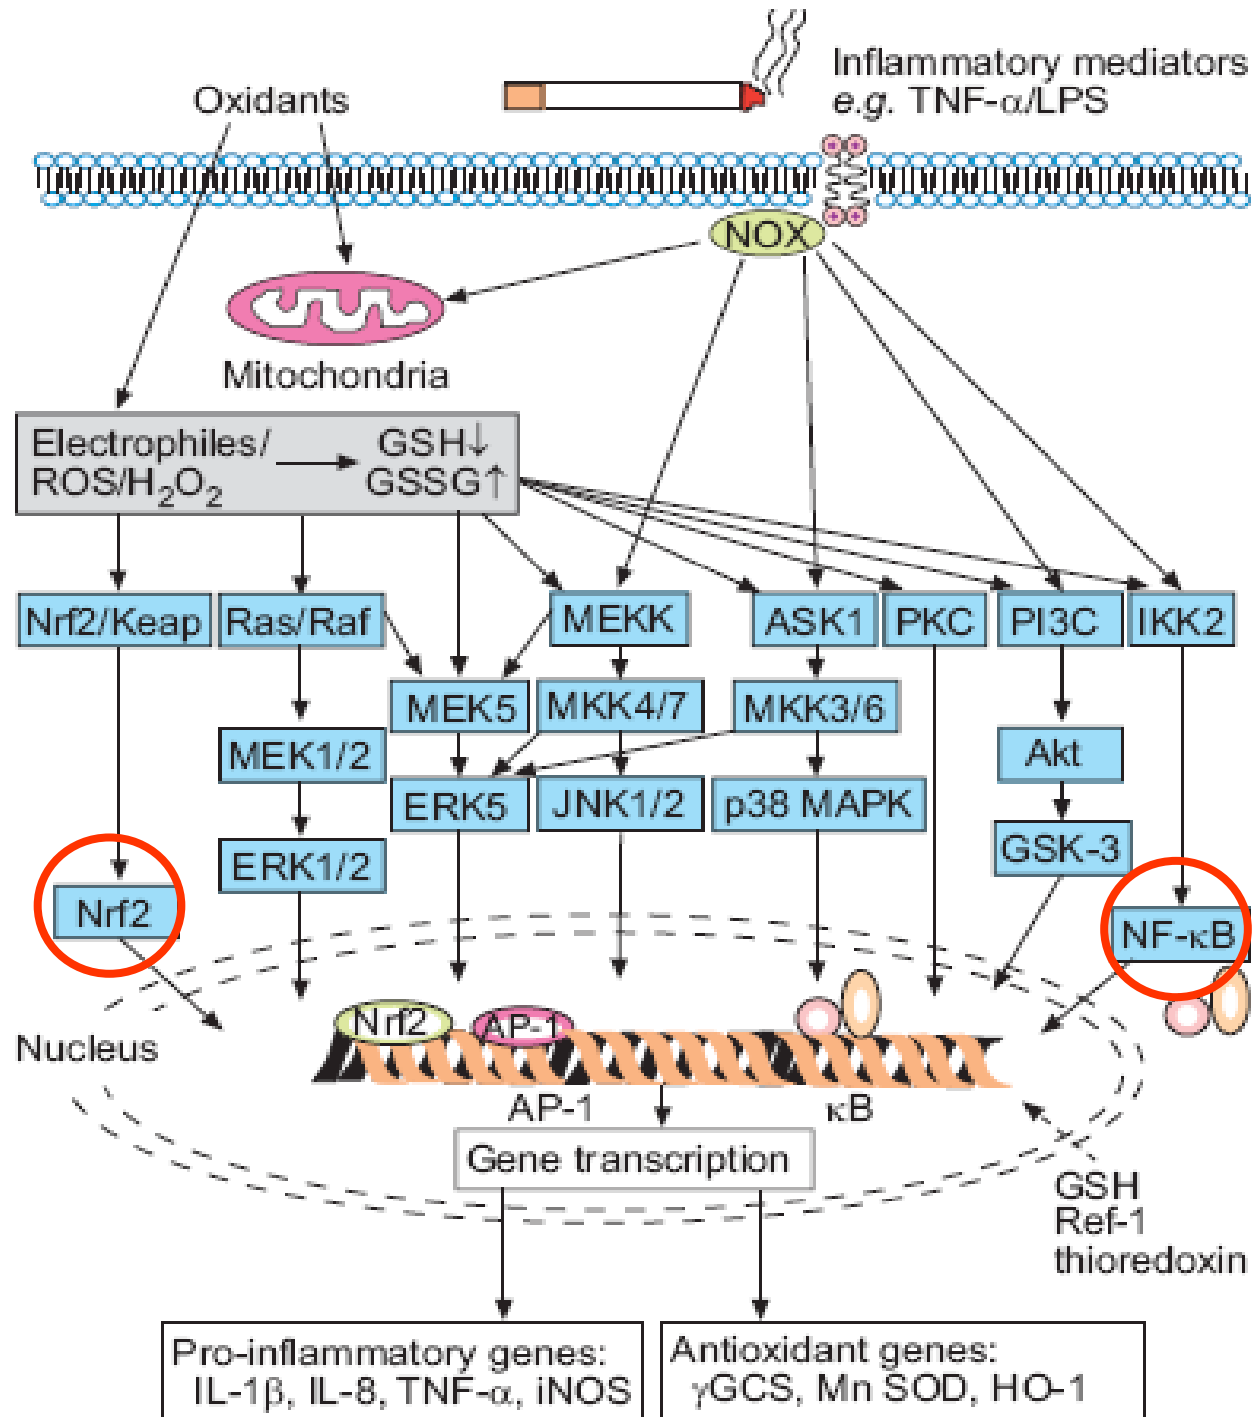 Oxidants
Inflammatory mediators
e.g. TNF-α/LPS
NOX
Mitochondria
Electrophiles/
ROS/H₂O₂
GSH↓
GSSG↑
Nrf2/Keap
Ras/Raf
MEKK
ASK1
PKC
PI3C
IKK2
MEK5
MKK4/7
MKK3/6
MEK1/2
Akt
ERK5
JNK1/2
p38 MAPK
ERK1/2
GSK-3
Nrf2
NF-κB
Nrf2
AP-1
Nucleus
AP-1
κB
Gene transcription
GSH
Ref-1
thioredoxin
Pro-inflammatory genes:
IL-1β, IL-8, TNF-α, iNOS
Antioxidant genes:
γGCS, Mn SOD, HO-1